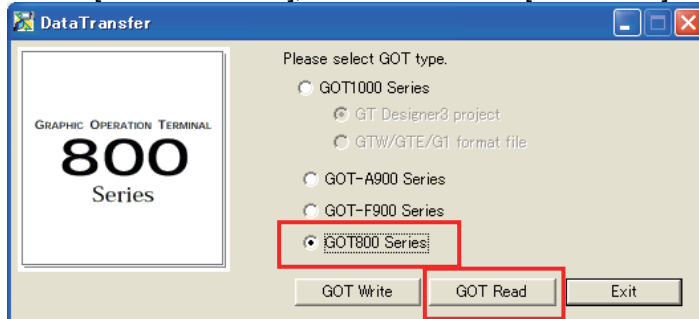 DataTransfer
Please select GOT type.
GOT1000 Series
GT Designer3 project
GTW/GTE/G1 format file
GOT-A900 Series
GOT-F900 Series
GOT800 Series
GRAPHIC OPERATION TERMINAL
800
Series
GOT Write
GOT Read
Exit